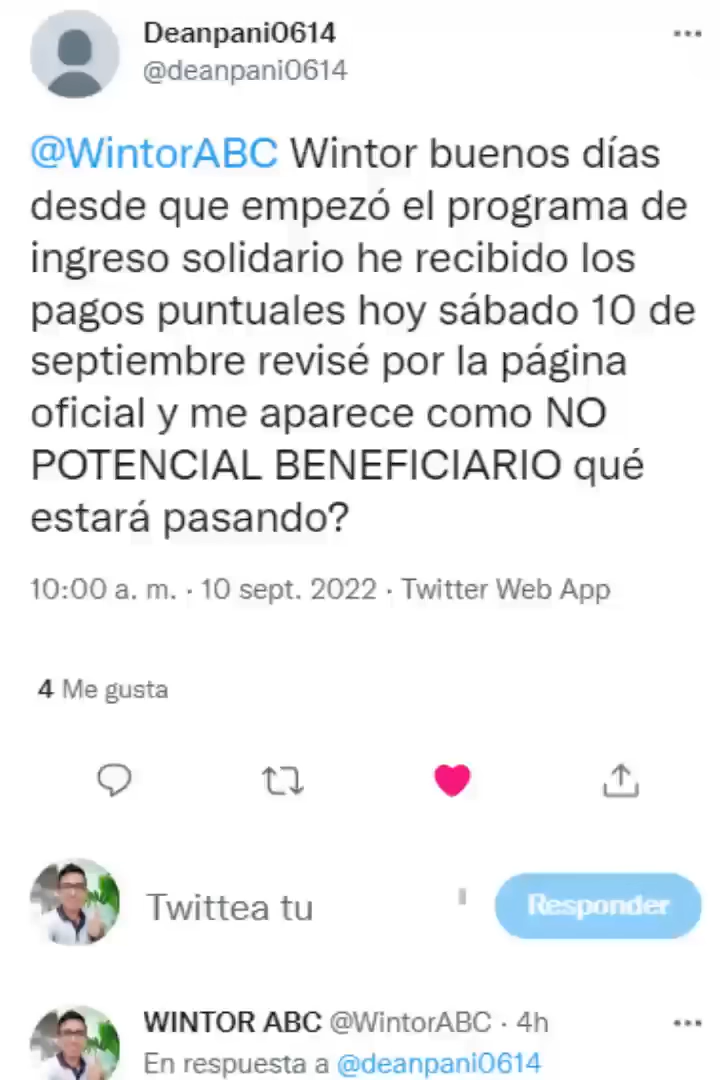 Deanpani0614
@deanpani0614
@WintorABC Wintor buenos días
desde que empezó el programa de
ingreso solidario he recibido los
pagos puntuales hoy sábado 10 de
septiembre revisé por la página
oficial y me aparece como NO
POTENCIAL BENEFICIARIO qué
estará pasando?
10:00 a. m. · 10 sept. 2022 · Twitter Web App
4 Me gusta
Twittea tu
Responder
WINTOR ABC @WintorABC · 4h
En respuesta a @deanpani0614